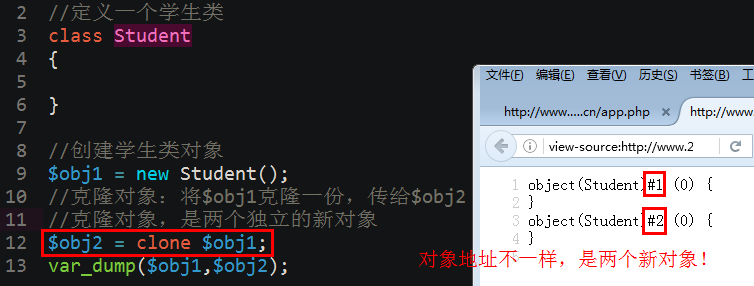 2 //定义一个学生类
3 class Student
4 {
5
6 }
7
8 //创建学生类对象
9 $obj1 = new Student();
10 //克隆对象：将$obj1克隆一份，传给$obj2
11 //克隆对象，是两个独立的新对象
12 $obj2 = clone $obj1;
13 var_dump($obj1,$obj2);
文件(F) 编辑(E) 查看(V) 历史(S) 书签(B) 工
http://www.....cn/app.php × http://www.
view-source:http://www.2
1 object(Student)#1 (0) {
2 }
3 object(Student)#2 (0) {
4 }
5
对象地址不一样，是两个新对象！